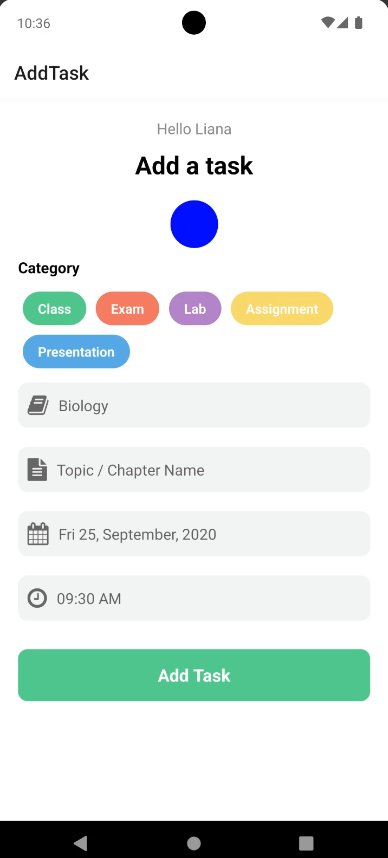 10:36
AddTask
Hello Liana
Add a task
Category
Class Exam Lab Assignment
Presentation
Biology
Topic / Chapter Name
Fri 25, September, 2020
09:30 AM
Add Task